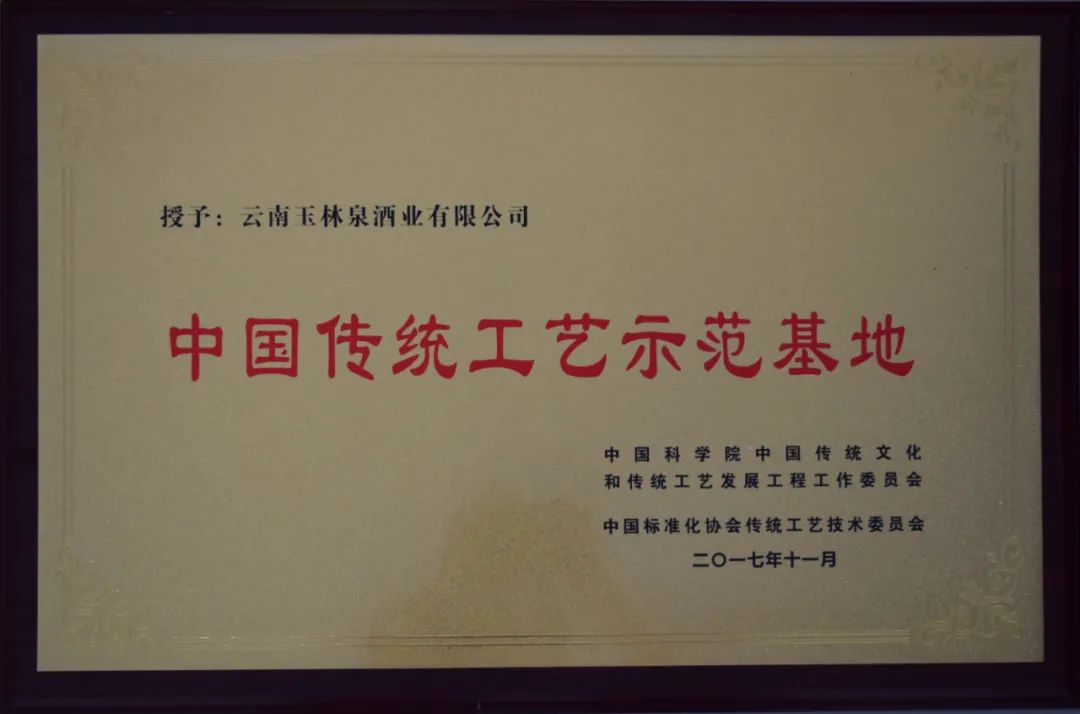 授予：云南玉林泉酒业有限公司
中国传统工艺示范基地
中国科学院中国传统文化
和传统工艺发展工程工作委员会
中国标准化协会传统工艺技术委员会
二〇一七年十一月